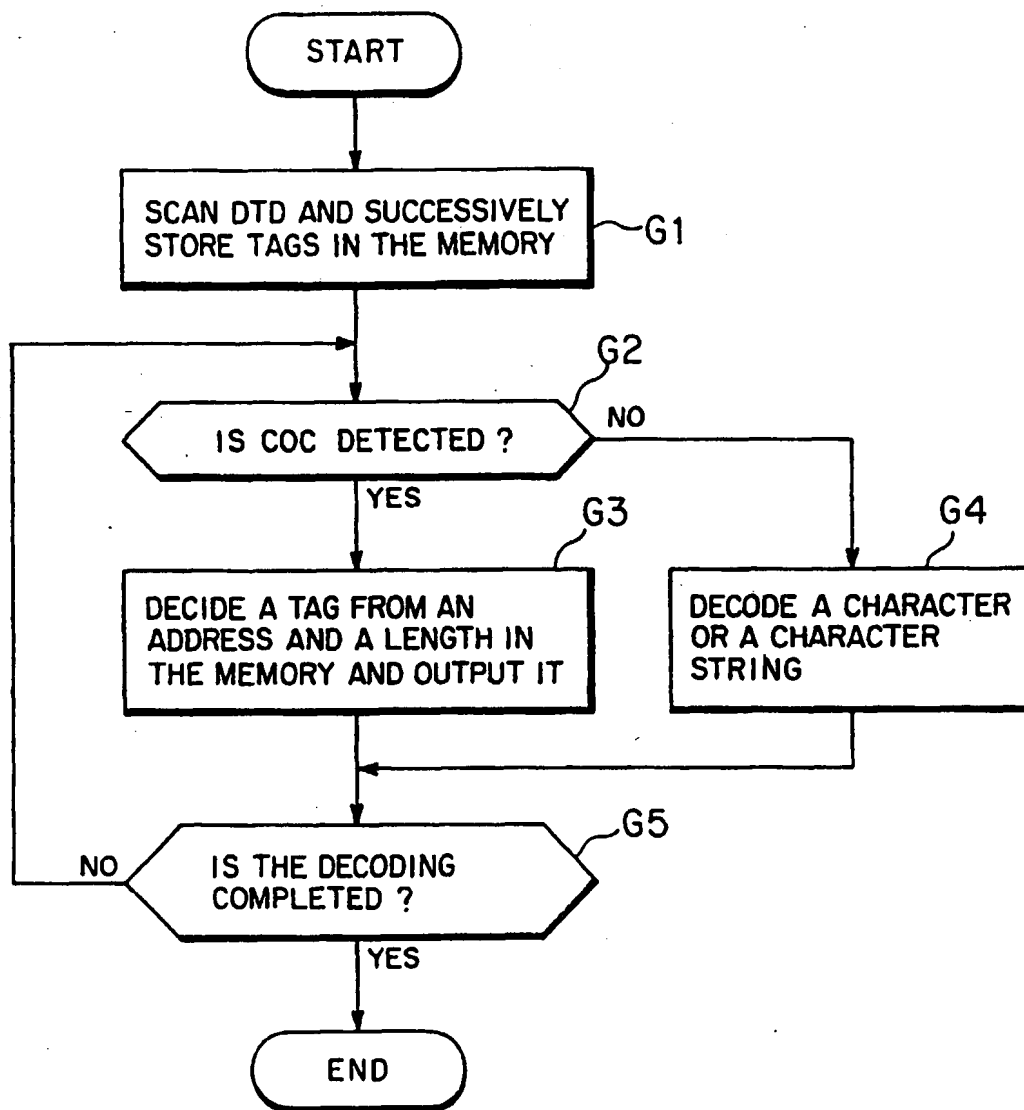 START
SCAN DTD AND SUCCESSIVELY
STORE TAGS IN THE MEMORY
G1
G2
IS COC DETECTED ?
NO
YES
G3
G4
DECIDE A TAG FROM AN
ADDRESS AND A LENGTH IN
THE MEMORY AND OUTPUT IT
DECODE A CHARACTER
OR A CHARACTER
STRING
G5
NO
IS THE DECODING
COMPLETED ?
YES
END